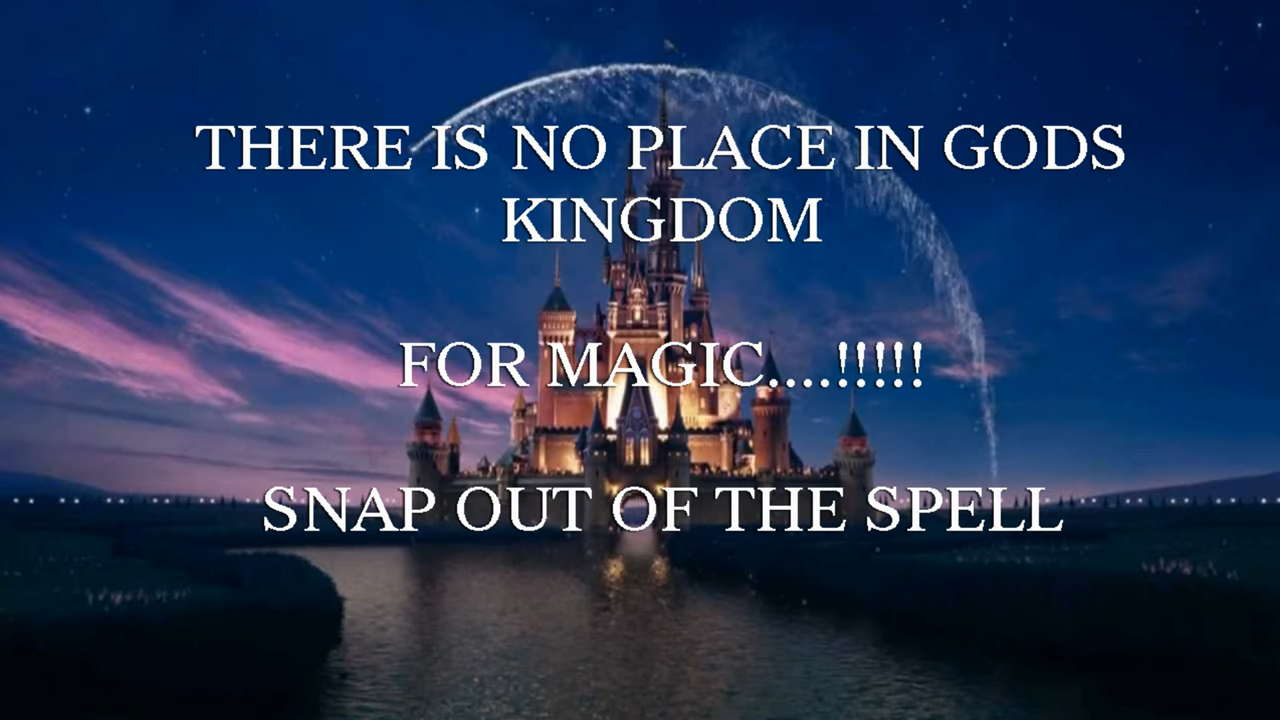 THERE IS NO PLACE IN GODS
KINGDOM
FOR MAGIC....!!!!!
SNAP OUT OF THE SPELL